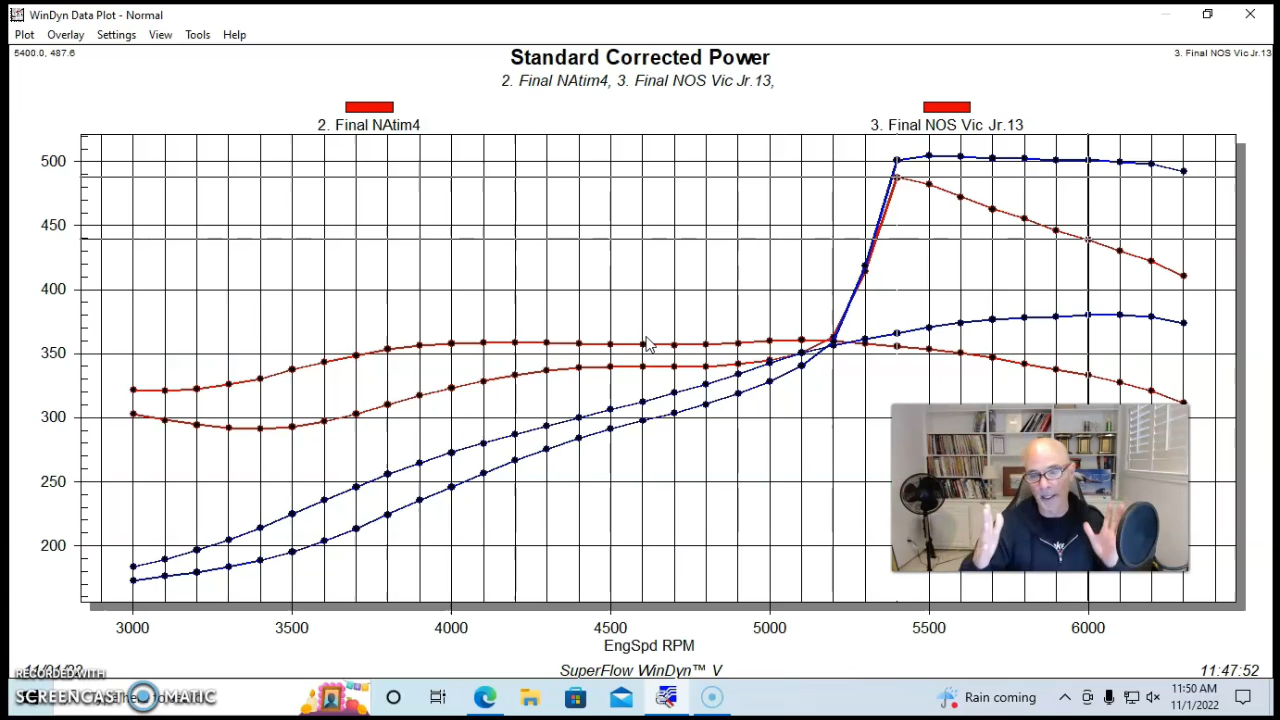 WinDyn Data Plot - Normal
Plot Overlay Settings View Tools Help
5400.0, 487.6
3. Final NOS Vic Jr.13
Standard Corrected Power
2. Final NAtim4, 3. Final NOS Vic Jr.13,
2. Final NAtim4
3. Final NOS Vic Jr.13
500
450
400
350
300
250
200
3000 3500 4000 4500 5000 5500 6000
EngSpd RPM
SuperFlow WinDyn™ V
11:47:52
RECORDED WITH
SCREENCAST MATIC
Rain coming
11:50 AM
11/1/2022